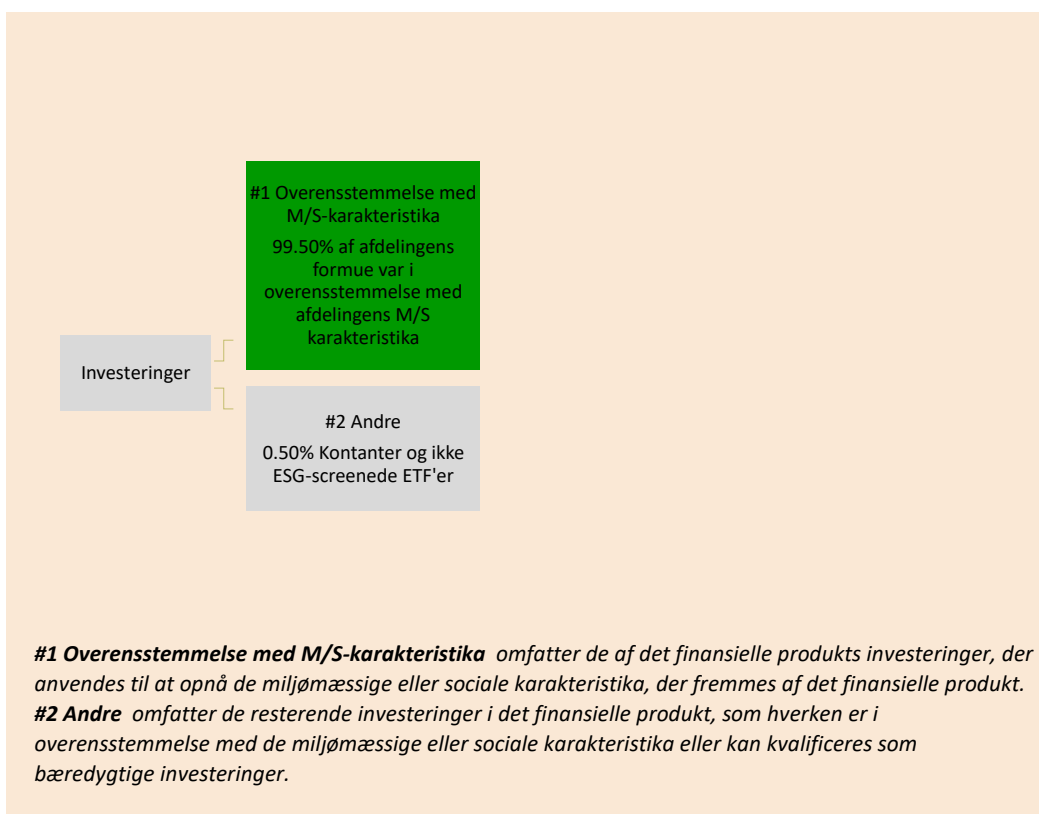 #1 Overensstemmelse med
M/S-karakteristika
99.50% af afdelingens
formue var i
overensstemmelse med
afdelingens M/S
karakteristika
Investeringer
#2 Andre
0.50% Kontanter og ikke
ESG-screenede ETF'er
#1 Overensstemmelse med M/S-karakteristika omfatter de af det finansielle produkts investeringer, der
anvendes til at opnå de miljømæssige eller sociale karakteristika, der fremmes af det finansielle produkt.
#2 Andre omfatter de resterende investeringer i det finansielle produkt, som hverken er i
overensstemmelse med de miljømæssige eller sociale karakteristika eller kan kvalificeres som
bæredygtige investeringer.